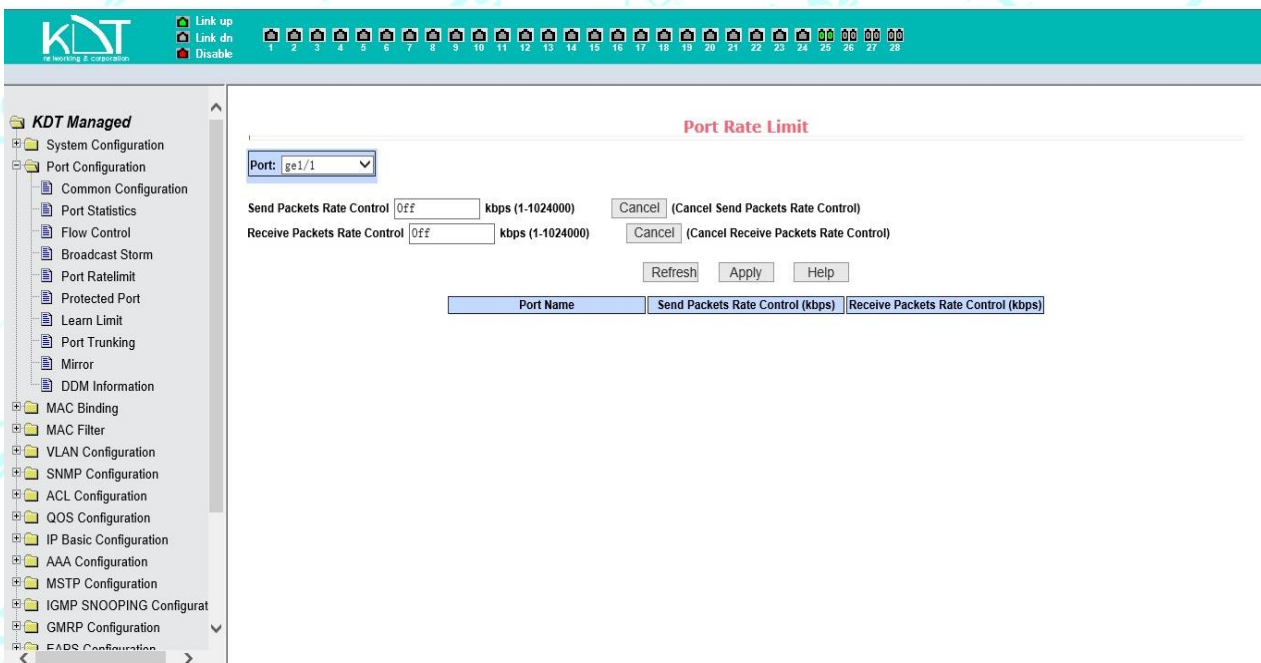 KDT
networking & corporation
Link up
Link dn
Disable
1 2 3 4 5 6 7 8 9 10 11 12 13 14 15 16 17 18 19 20 21 22 23 24 25 26 27 28
KDT Managed
System Configuration
Port Configuration
Common Configuration
Port Statistics
Flow Control
Broadcast Storm
Port Ratelimit
Protected Port
Learn Limit
Port Trunking
Mirror
DDM Information
MAC Binding
MAC Filter
VLAN Configuration
SNMP Configuration
ACL Configuration
QOS Configuration
IP Basic Configuration
AAA Configuration
MSTP Configuration
IGMP SNOOPING Configurat
GMRP Configuration
EAPS Configuration
Port Rate Limit
Port: ge1/1
Send Packets Rate Control Off kbps (1-1024000) Cancel (Cancel Send Packets Rate Control)
Receive Packets Rate Control Off kbps (1-1024000) Cancel (Cancel Receive Packets Rate Control)
Refresh Apply Help
Port Name Send Packets Rate Control (kbps) Receive Packets Rate Control (kbps)